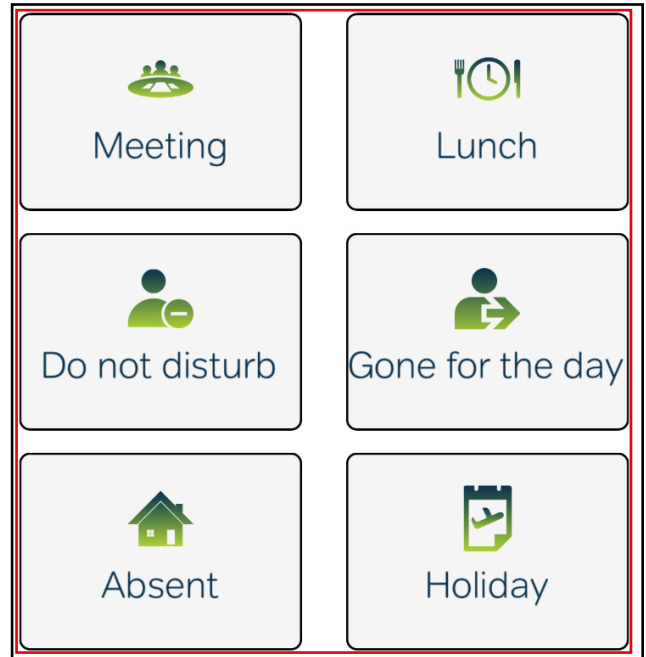 Meeting
Lunch
Do not disturb
Gone for the day
Absent
Holiday